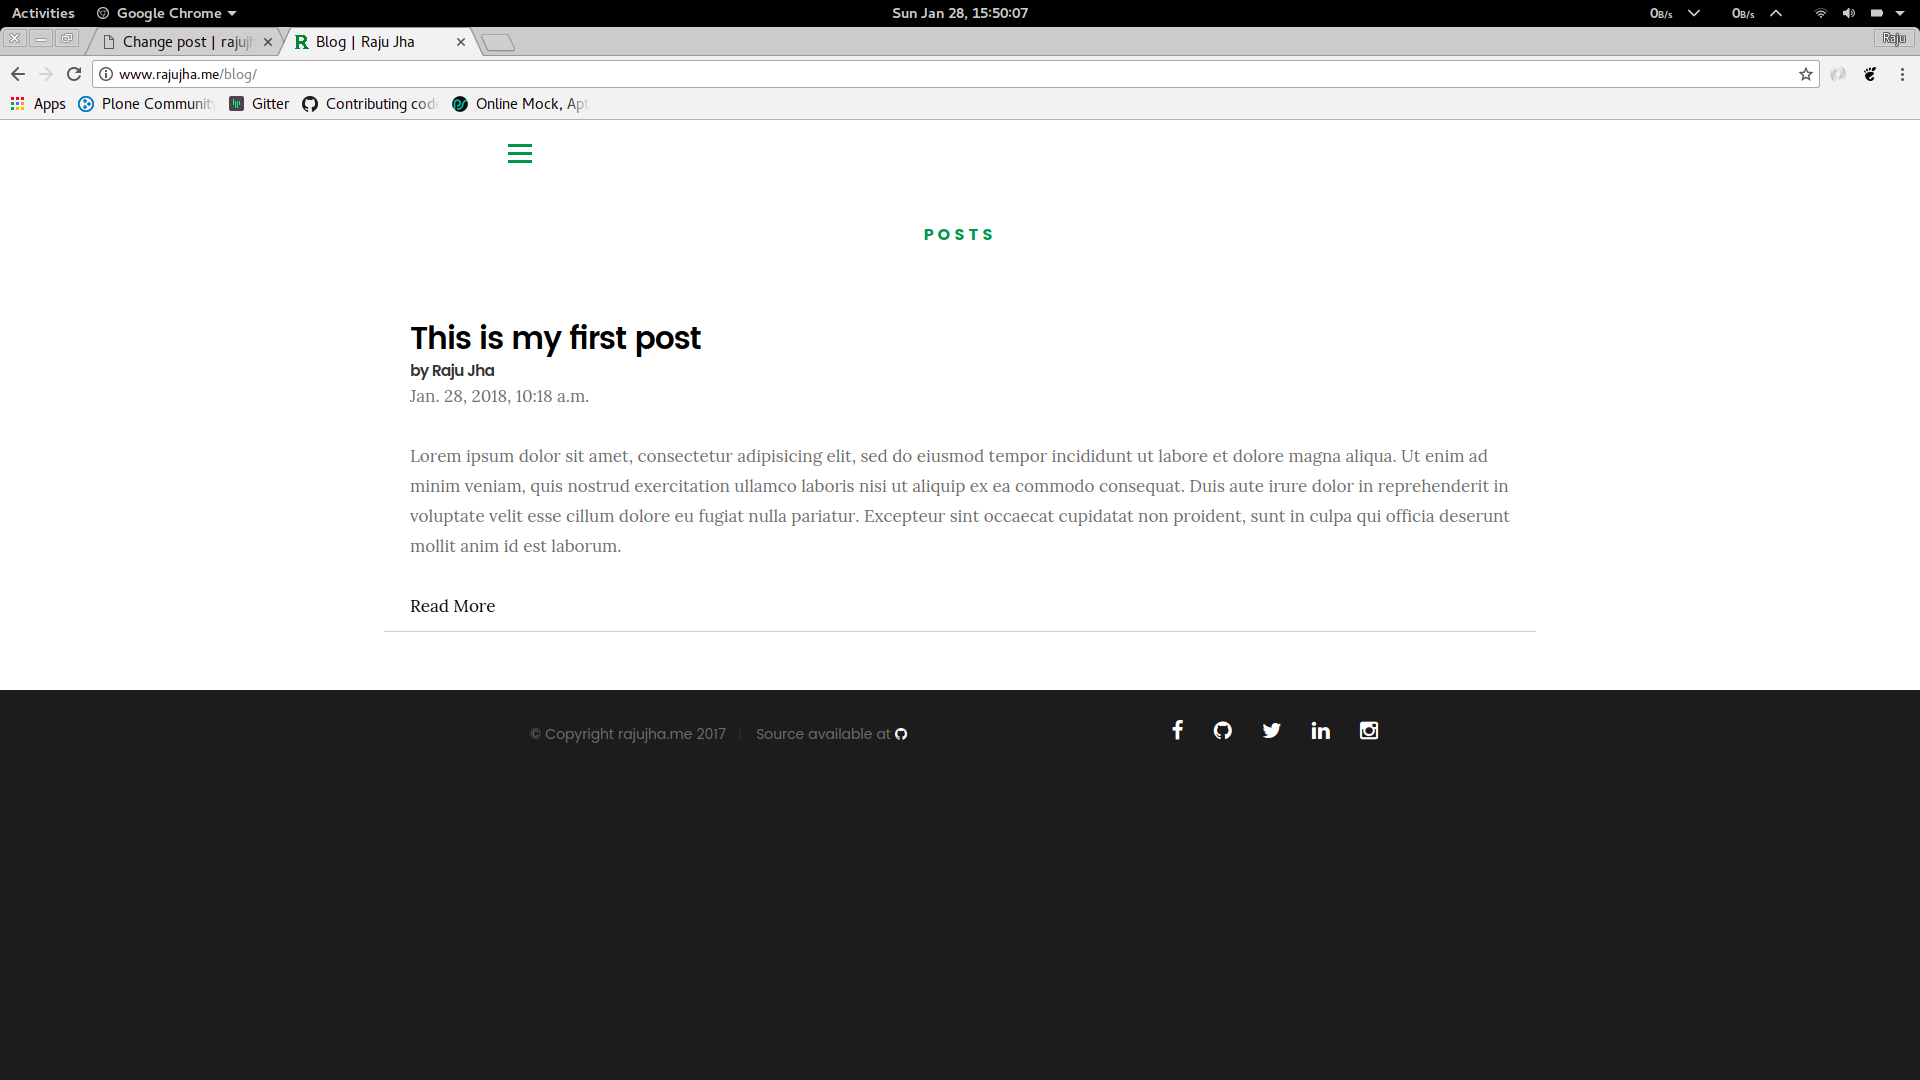 Activities Google Chrome Sun Jan 28, 15:50:07 0B/s 0B/s
Change post | rajujh Blog | Raju Jha Raju
www.rajujha.me/blog/
Apps Plone Community Gitter Contributing code Online Mock, Apt
POSTS
This is my first post
by Raju Jha
Jan. 28, 2018, 10:18 a.m.
Lorem ipsum dolor sit amet, consectetur adipisicing elit, sed do eiusmod tempor incididunt ut labore et dolore magna aliqua. Ut enim ad
minim veniam, quis nostrud exercitation ullamco laboris nisi ut aliquip ex ea commodo consequat. Duis aute irure dolor in reprehenderit in
voluptate velit esse cillum dolore eu fugiat nulla pariatur. Excepteur sint occaecat cupidatat non proident, sunt in culpa qui officia deserunt
mollit anim id est laborum.
Read More
© Copyright rajujha.me 2017 | Source available at